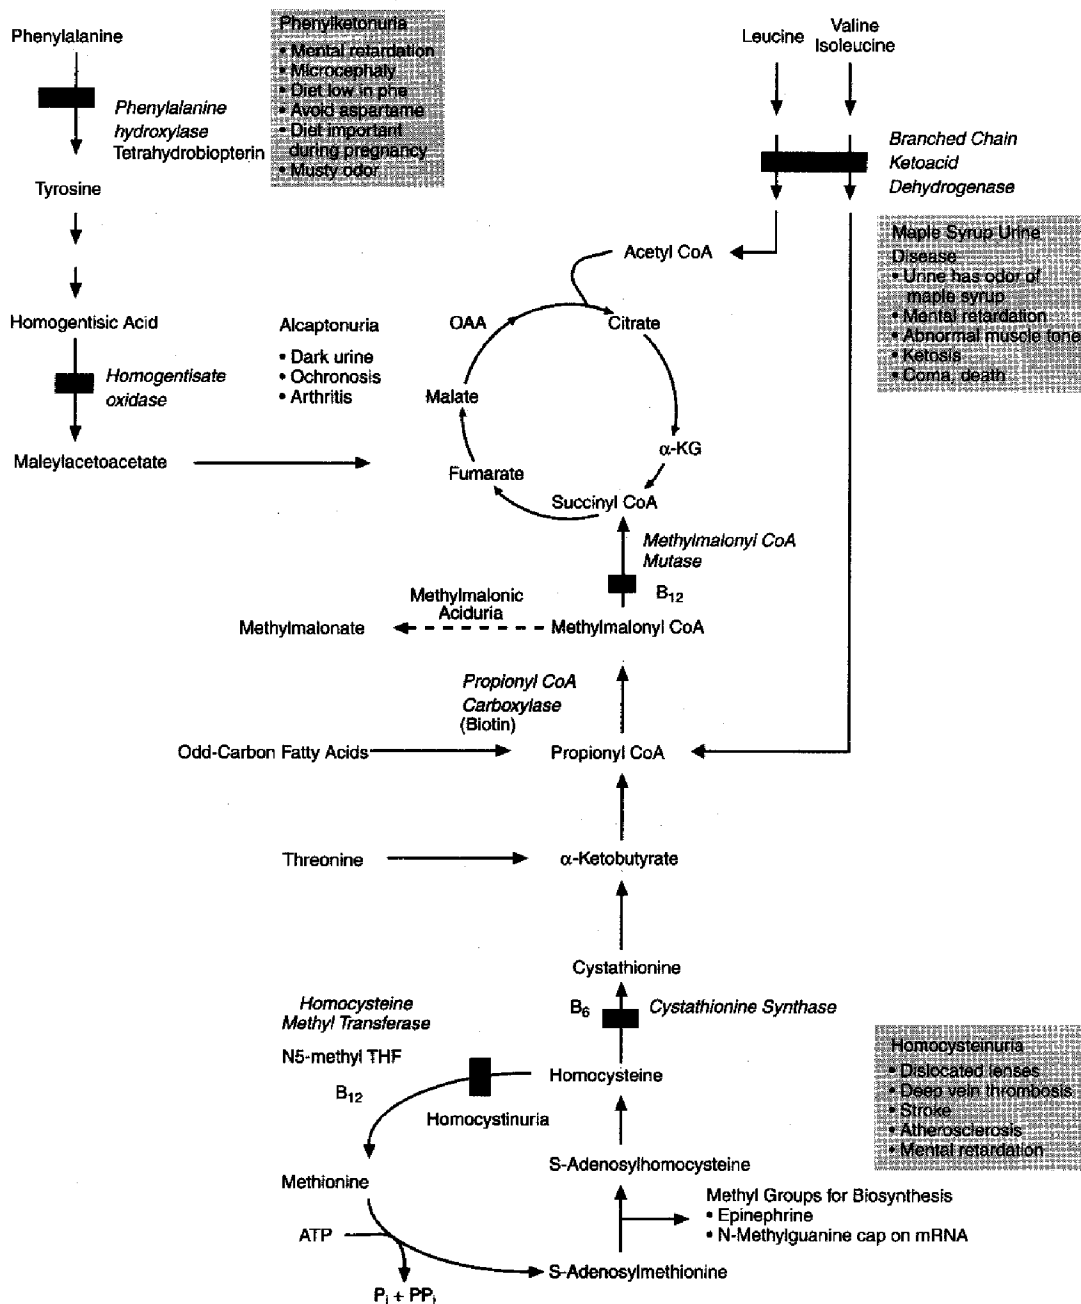 Phenylalanine
Phenylalanine
hydroxylase
Tetrahydrobiopterin
Phenylketonuria
• Mental retardation
• Microcephaly
• Diet low in phe
• Avoid aspartame
• Diet important
during pregnancy
• Musty odor
Leucine
Valine
Isoleucine
Branched Chain
Ketoacid
Dehydrogenase
Tyrosine
Maple Syrup Urine
Disease
• Urine has odor of
maple syrup
• Mental retardation
• Abnormal muscle tone
• Ketosis
• Coma, death
Homogentisic Acid
Homogentisate
oxidase
Alcaptonuria
• Dark urine
• Ochronosis
• Arthritis
Maleylacetoacetate
Acetyl CoA
OAA
Citrate
Malate
α-KG
Fumarate
Succinyl CoA
Methylmalonyl CoA
Mutase
B12
Methylmalonic
Aciduria
Methylmalonate
Methylmalonyl CoA
Propionyl CoA
Carboxylase
(Biotin)
Odd-Carbon Fatty Acids
Propionyl CoA
Threonine
α-Ketobutyrate
Cystathionine
B6
Cystathionine Synthase
Homocysteine
Methyl Transferase
N5-methyl THF
B12
Homocysteine
Homocystinuria
Homocysteinuria
• Dislocated lenses
• Deep vein thrombosis
• Stroke
• Atherosclerosis
• Mental retardation
S-Adenosylhomocysteine
Methionine
Methyl Groups for Biosynthesis
• Epinephrine
• N-Methylguanine cap on mRNA
ATP
S-Adenosylmethionine
Pi + PPi